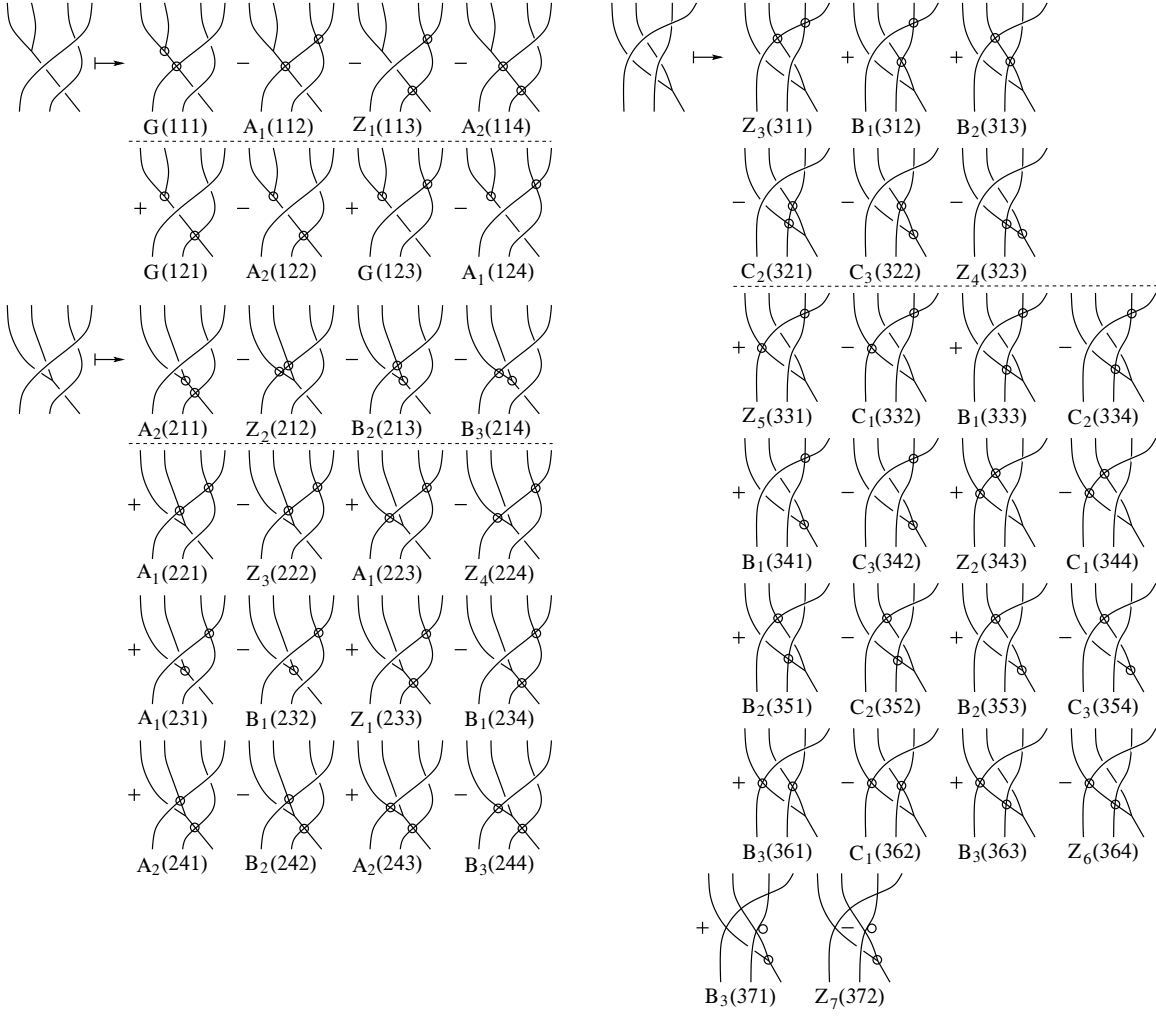 G(111) − A₁(112) − Z₁(113) − A₂(114)
+ G(121) − A₂(122) + G(123) − A₁(124)
A₂(211) − Z₂(212) − B₂(213) − B₃(214)
+ A₁(221) − Z₃(222) + A₁(223) − Z₄(224)
+ A₁(231) − B₁(232) + Z₁(233) − B₁(234)
+ A₂(241) − B₂(242) + A₂(243) − B₃(244)
Z₃(311) + B₁(312) + B₂(313)
− C₂(321) − C₃(322) − Z₄(323)
+ Z₅(331) − C₁(332) + B₁(333) − C₂(334)
+ B₁(341) − C₃(342) + Z₂(343) − C₁(344)
+ B₂(351) − C₂(352) + B₂(353) − C₃(354)
+ B₃(361) − C₁(362) + B₃(363) − Z₆(364)
+ B₃(371) − Z₇(372)